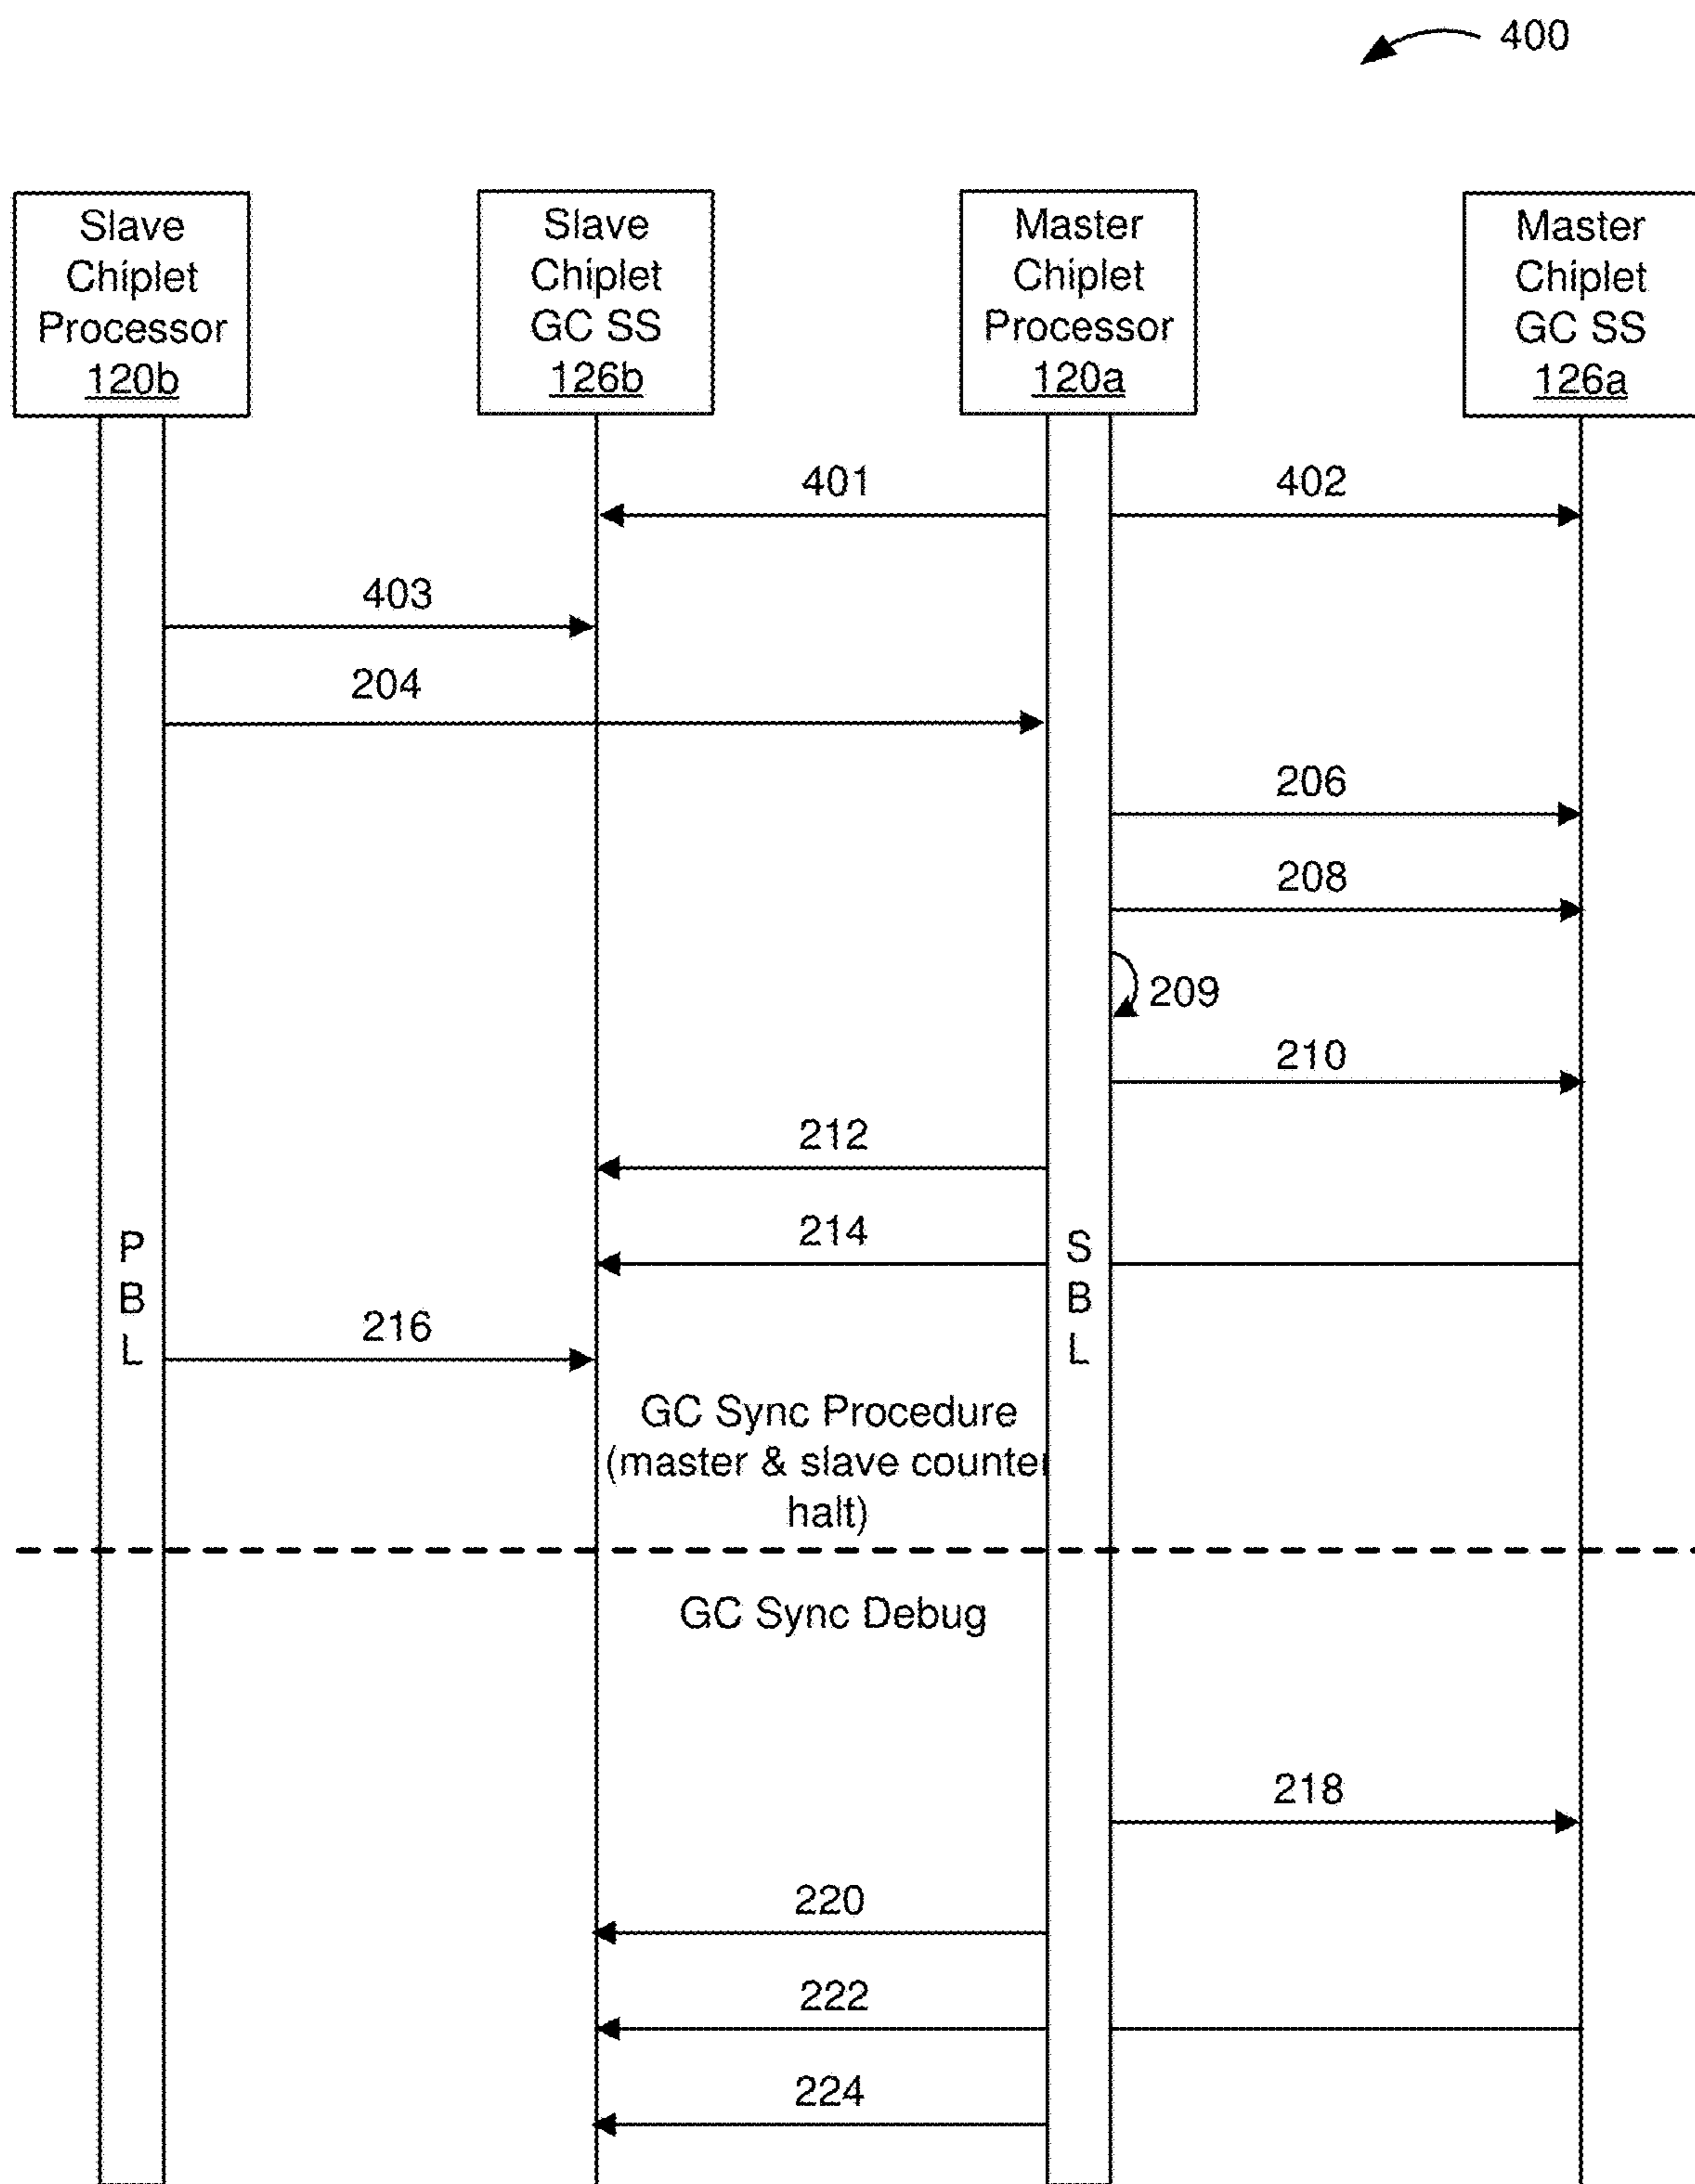 400
Slave
Chiplet
Processor
120b
Slave
Chiplet
GC SS
126b
Master
Chiplet
Processor
120a
Master
Chiplet
GC SS
126a
401
402
403
204
206
208
209
210
212
214
P
B
L
S
B
L
216
GC Sync Procedure
(master & slave counter
halt)
GC Sync Debug
218
220
222
224